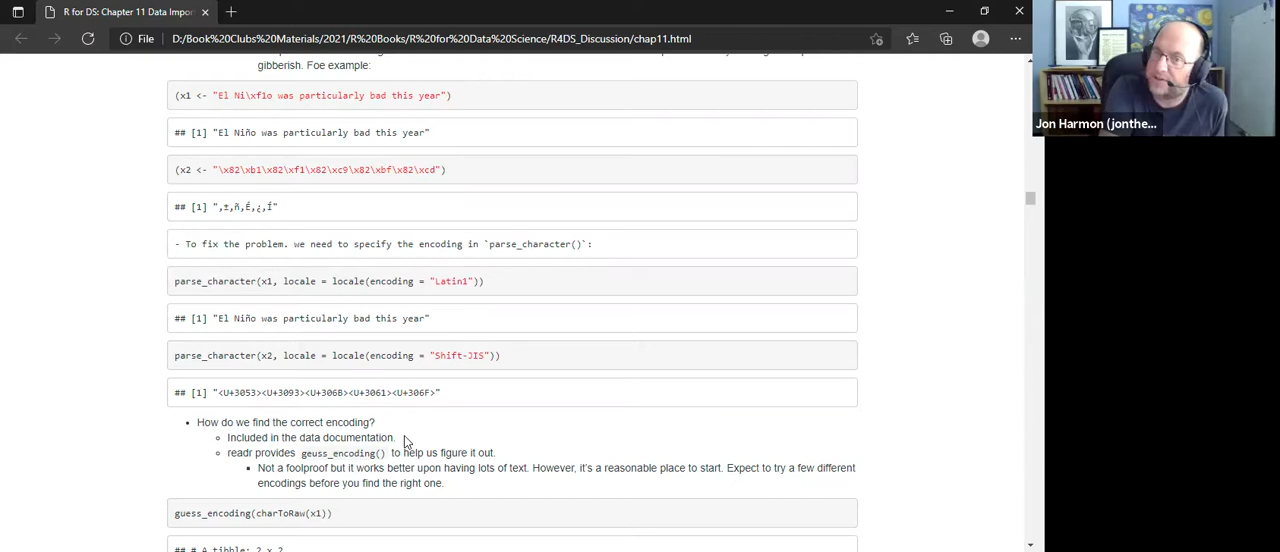 R for DS: Chapter 11 Data Impor
File
D:/Book%20Clubs%20Materials/2021/R%20Courses/R%20for%20Data%20Science/R4DS_Discussion/chap11.html
gibberish. Foe example:
(x1 <- "El Ni\xf1o was particularly bad this year")
## [1] "El Niño was particularly bad this year"
(x2 <- "\x82\xb1\x82\xf1\x82\xc9\x82\xbf\x82\xcd")
## [1] "‚±‚ñ‚É‚¿‚Í"
- To fix the problem. we need to specify the encoding in `parse_character()`:
parse_character(x1, locale = locale(encoding = "Latin1"))
## [1] "El Niño was particularly bad this year"
parse_character(x2, locale = locale(encoding = "Shift-JIS"))
## [1] "<U+3053><U+3093><U+306B><U+3061><U+306F>"
How do we find the correct encoding?
Included in the data documentation.
readr provides geuss_encoding() to help us figure it out.
Not a foolproof but it works better upon having lots of text. However, it's a reasonable place to start. Expect to try a few different
encodings before you find the right one.
guess_encoding(charToRaw(x1))
## # A tibble: 2 x 2
Jon Harmon (jonthe...